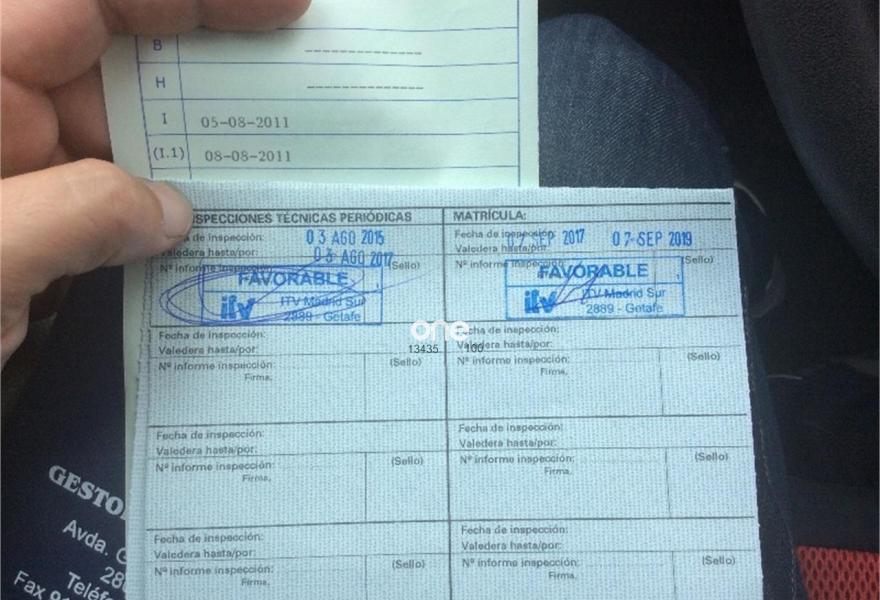 B ------------
H ------------
I 05-08-2011
(I.1) 08-08-2011
SPECCIONES TÉCNICAS PERIÓDICAS
MATRÍCULA:
a de inspección: 03 AGO 2015
Valedera hasta/por: 03 AGO 2017
Nº informe inspección: (Sello)
FAVORABLE
itv ITV Madrid Sur
2889 - Getafe
Fecha de inspección: SEP 2017 07-SEP 2019
Valedera hasta/por:
Nº informe inspección: (Sello)
FAVORABLE
itv ITV Madrid Sur
2889 - Getafe
one
13435 100
Fecha de inspección:
Valedera hasta/por:
Nº informe inspección: (Sello)
Firma,
Fecha de inspección:
Valedera hasta/por:
Nº informe inspección: (Sello)
Firma,
Fecha de inspección:
Valedera hasta/por:
Nº informe inspección: (Sello)
Firma,
Fecha de inspección:
Valedera hasta/por:
Nº informe inspección: (Sello)
Firma,
Fecha de inspección:
Valedera hasta/por:
Nº informe inspección: (Sello)
Firma,
Fecha de inspección:
Valedera hasta/por:
Nº informe inspección: (Sello)
Firma,
GESTO
Avda.
28
Teléf
Fax